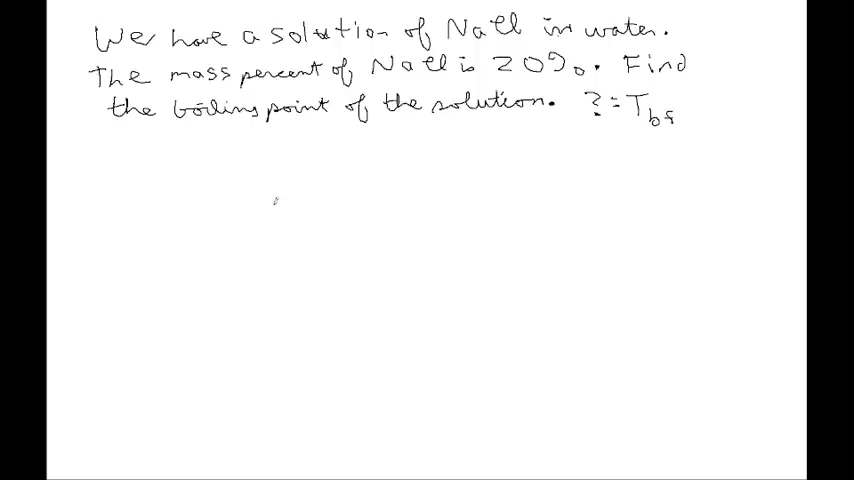 We have a solution of NaCl in water.
The mass percent of NaCl is 20%. Find
the boiling point of the solution. ? = Tbf